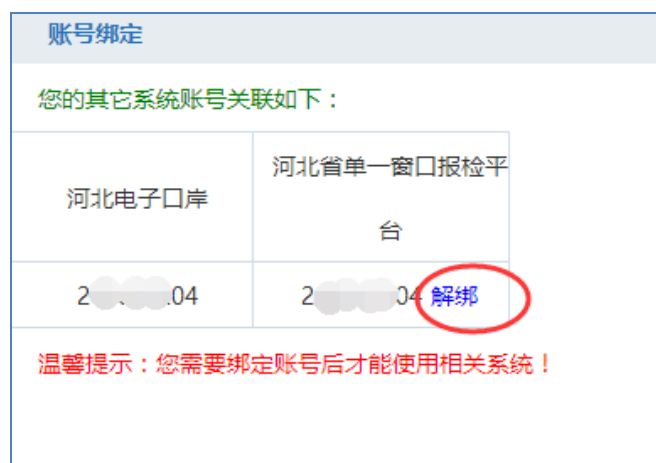 账号绑定
您的其它系统账号关联如下：
河北电子口岸
河北省单一窗口报检平
台
2 04
2 04 解绑
温馨提示：您需要绑定账号后才能使用相关系统！